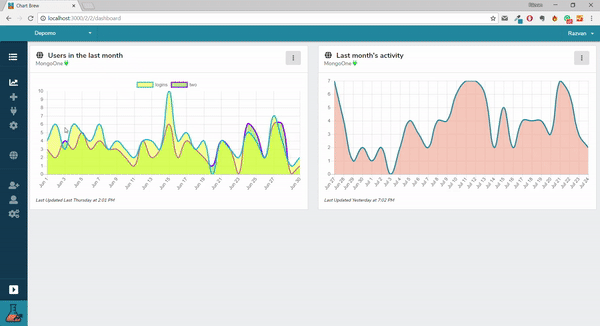 Chart Brew
localhost:3000/2/2/dashboard
Depomo
Razvan
Users in the last month
MongoOne
logins
10
9
8
7
6
5
4
3
2
1
0
Jun 1
Jun 3
Jun 5
Jun 7
Jun 9
Jun 11
Jun 13
Jun 15
Jun 17
Jun 19
Jun 21
Jun 23
Jun 25
Jun 27
Jun 30
Last Updated Last Thursday at 2:01 PM
Last month's activity
MongoOne
7
6
5
4
3
2
1
0
Jun 27
Jun 28
Jun 29
Jun 30
Jul 1
Jul 2
Jul 3
Jul 4
Jul 5
Jul 6
Jul 7
Jul 8
Jul 9
Jul 10
Jul 11
Jul 12
Jul 13
Jul 14
Jul 15
Jul 16
Jul 17
Jul 18
Jul 19
Jul 20
Jul 21
Jul 22
Jul 23
Jul 24
Last Updated Yesterday at 7:02 PM